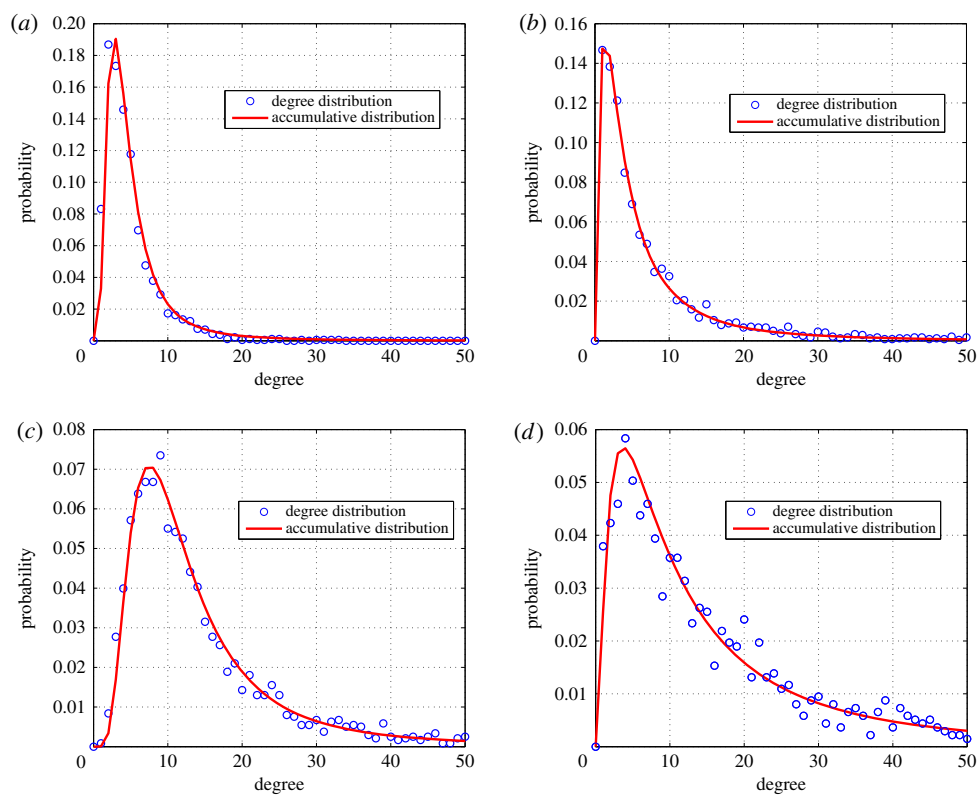 (a)
0.20
0.18
0.16
0.14
0.12
0.10
0.08
0.06
0.04
0.02
0 10 20 30 40 50
probability
degree
degree distribution
accumulative distribution
(b)
0.16
0.14
0.12
0.10
0.08
0.06
0.04
0.02
0 10 20 30 40 50
probability
degree
degree distribution
accumulative distribution
(c)
0.08
0.07
0.06
0.05
0.04
0.03
0.02
0.01
0 10 20 30 40 50
probability
degree
degree distribution
accumulative distribution
(d)
0.06
0.05
0.04
0.03
0.02
0.01
0 10 20 30 40 50
probability
degree
degree distribution
accumulative distribution